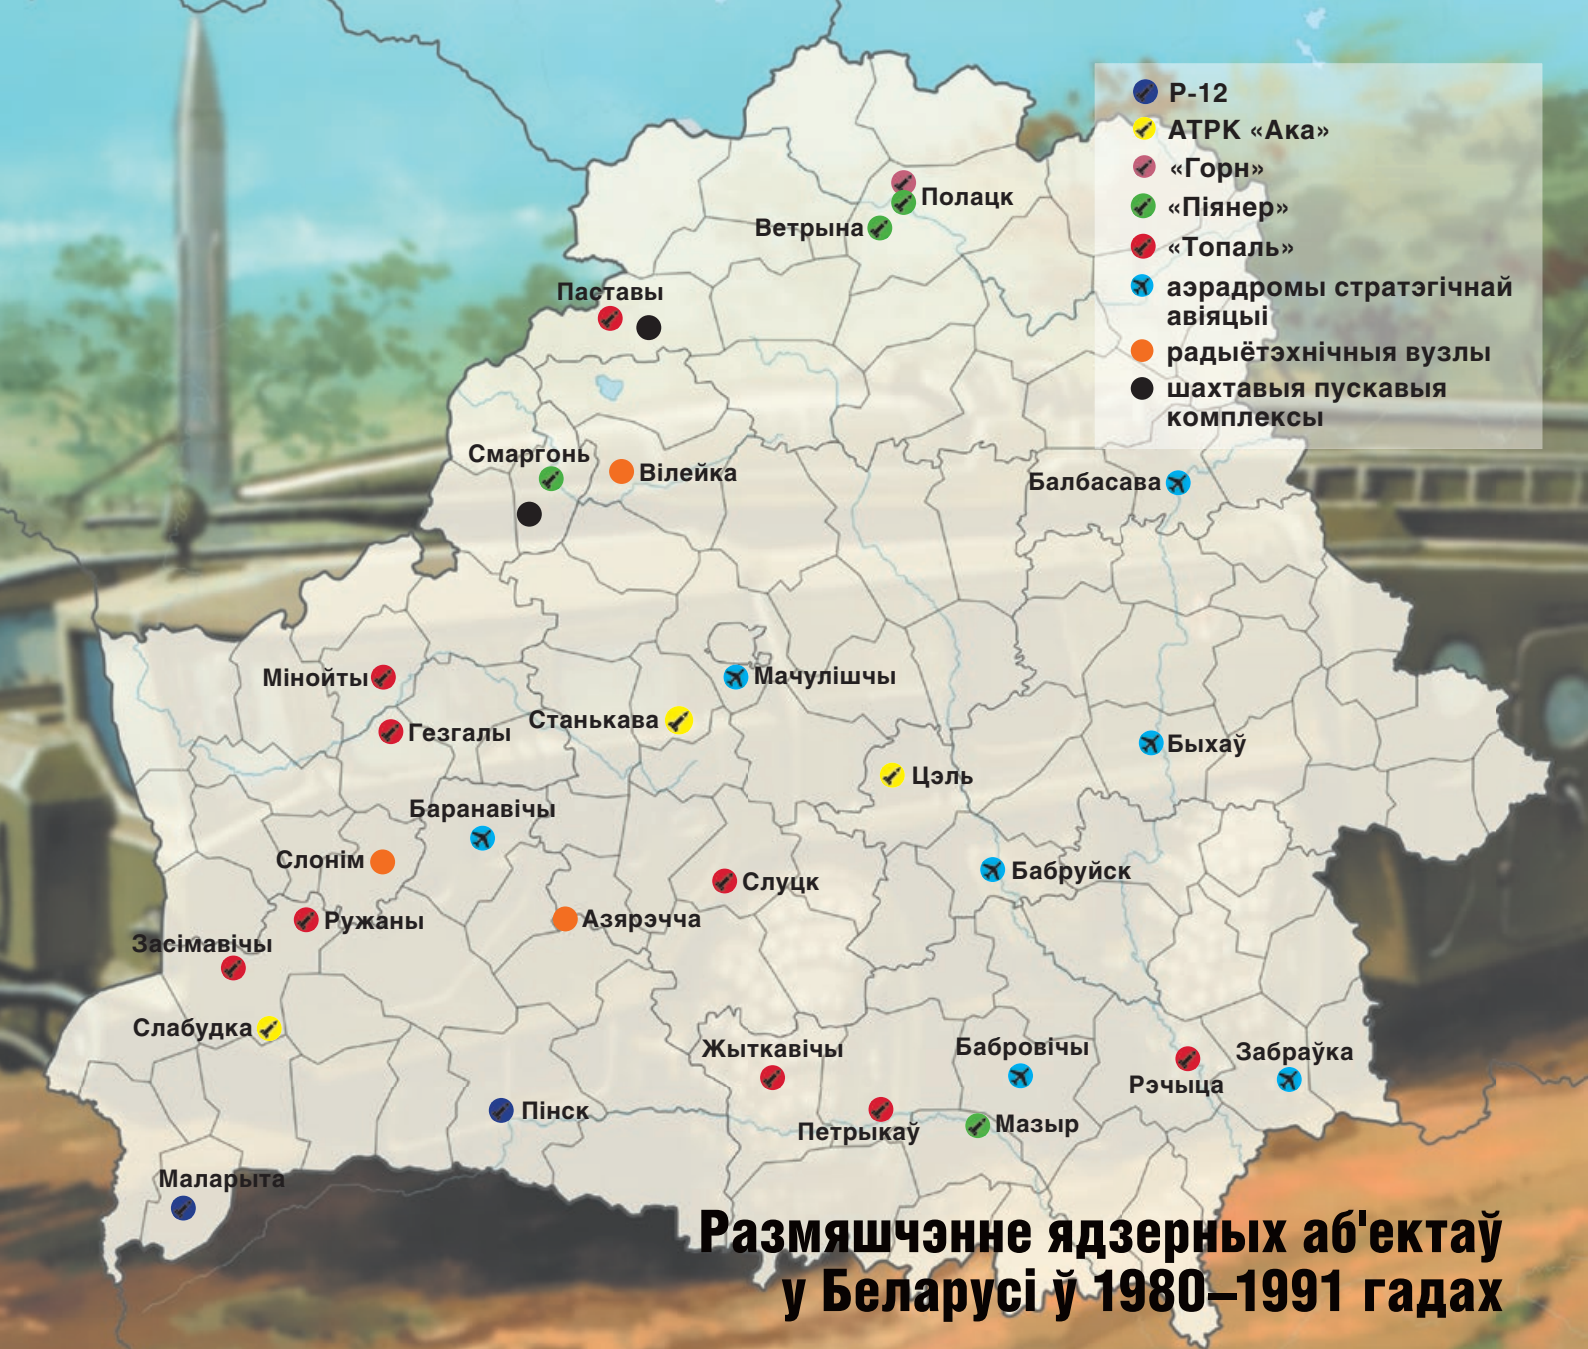 Р-12
АТРК «Ака»
«Горн»
«Піянер»
«Топаль»
аэрадромы стратэгічнай
авіяцыі
радыётэхнічныя вузлы
шахтавыя пускавыя
комплексы
Полацк
Ветрына
Паставы
Смаргонь
Вілейка
Балбасава
Мінойты
Мачулішчы
Станькава
Гезгалы
Быхаў
Цэль
Баранавічы
Слонім
Бабруйск
Слуцк
Ружаны
Азярэчча
Засімавічы
Слабудка
Жыткавічы
Бабровічы
Забраўка
Рэчыца
Пінск
Петрыкаў
Мазыр
Маларыта
Размяшчэнне ядзерных аб'ектаў
у Беларусі ў 1980–1991 гадах